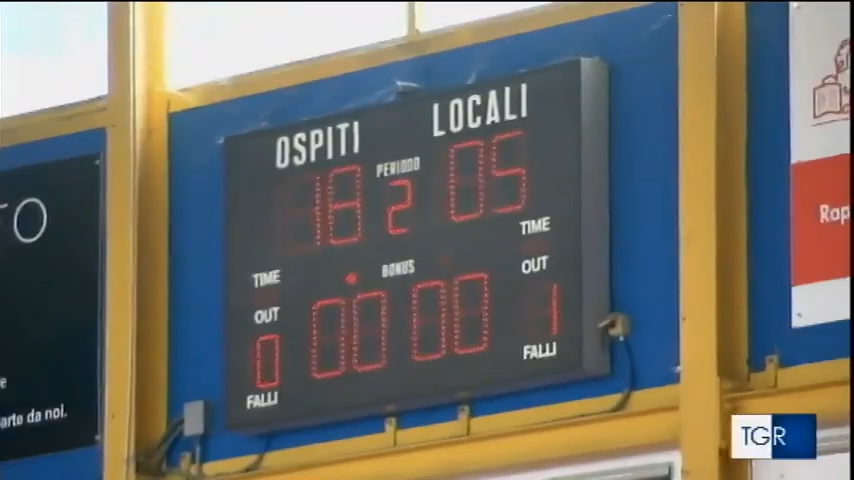 OSPITI LOCALI
18 PERIODO 2 05
TIME OUT BONUS TIME OUT
0 00 00 1
FALLI FALLI
TO
arte da noi.
Rap
TGR